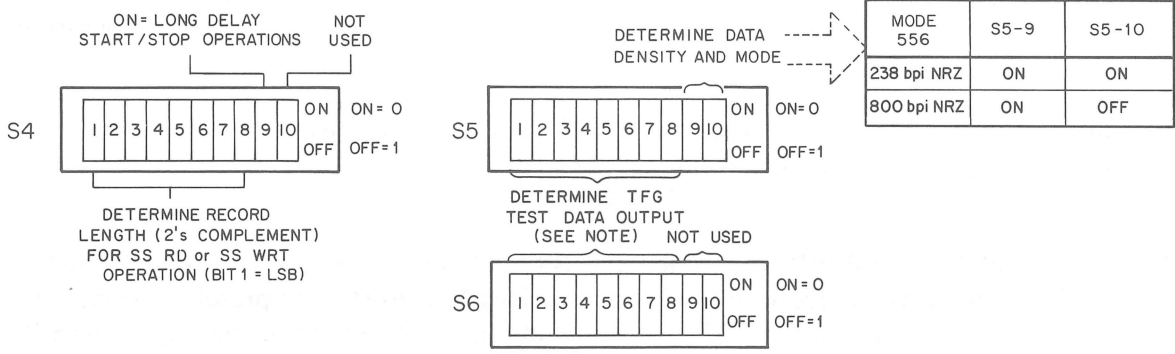 ON = LONG DELAY
START/STOP OPERATIONS
NOT
USED
S4
1 2 3 4 5 6 7 8 9 10
ON
OFF
ON= 0
OFF=1
DETERMINE RECORD
LENGTH (2's COMPLEMENT)
FOR SS RD or SS WRT
OPERATION (BIT 1 = LSB)
DETERMINE DATA
DENSITY AND MODE
MODE
556
S5-9
S5-10
238 bpi NRZ ON ON
800 bpi NRZ ON OFF
S5
1 2 3 4 5 6 7 8 9 10
ON
OFF
ON=0
OFF=1
DETERMINE TFG
TEST DATA OUTPUT
(SEE NOTE)
NOT USED
S6
1 2 3 4 5 6 7 8 9 10
ON
OFF
ON=0
OFF=1